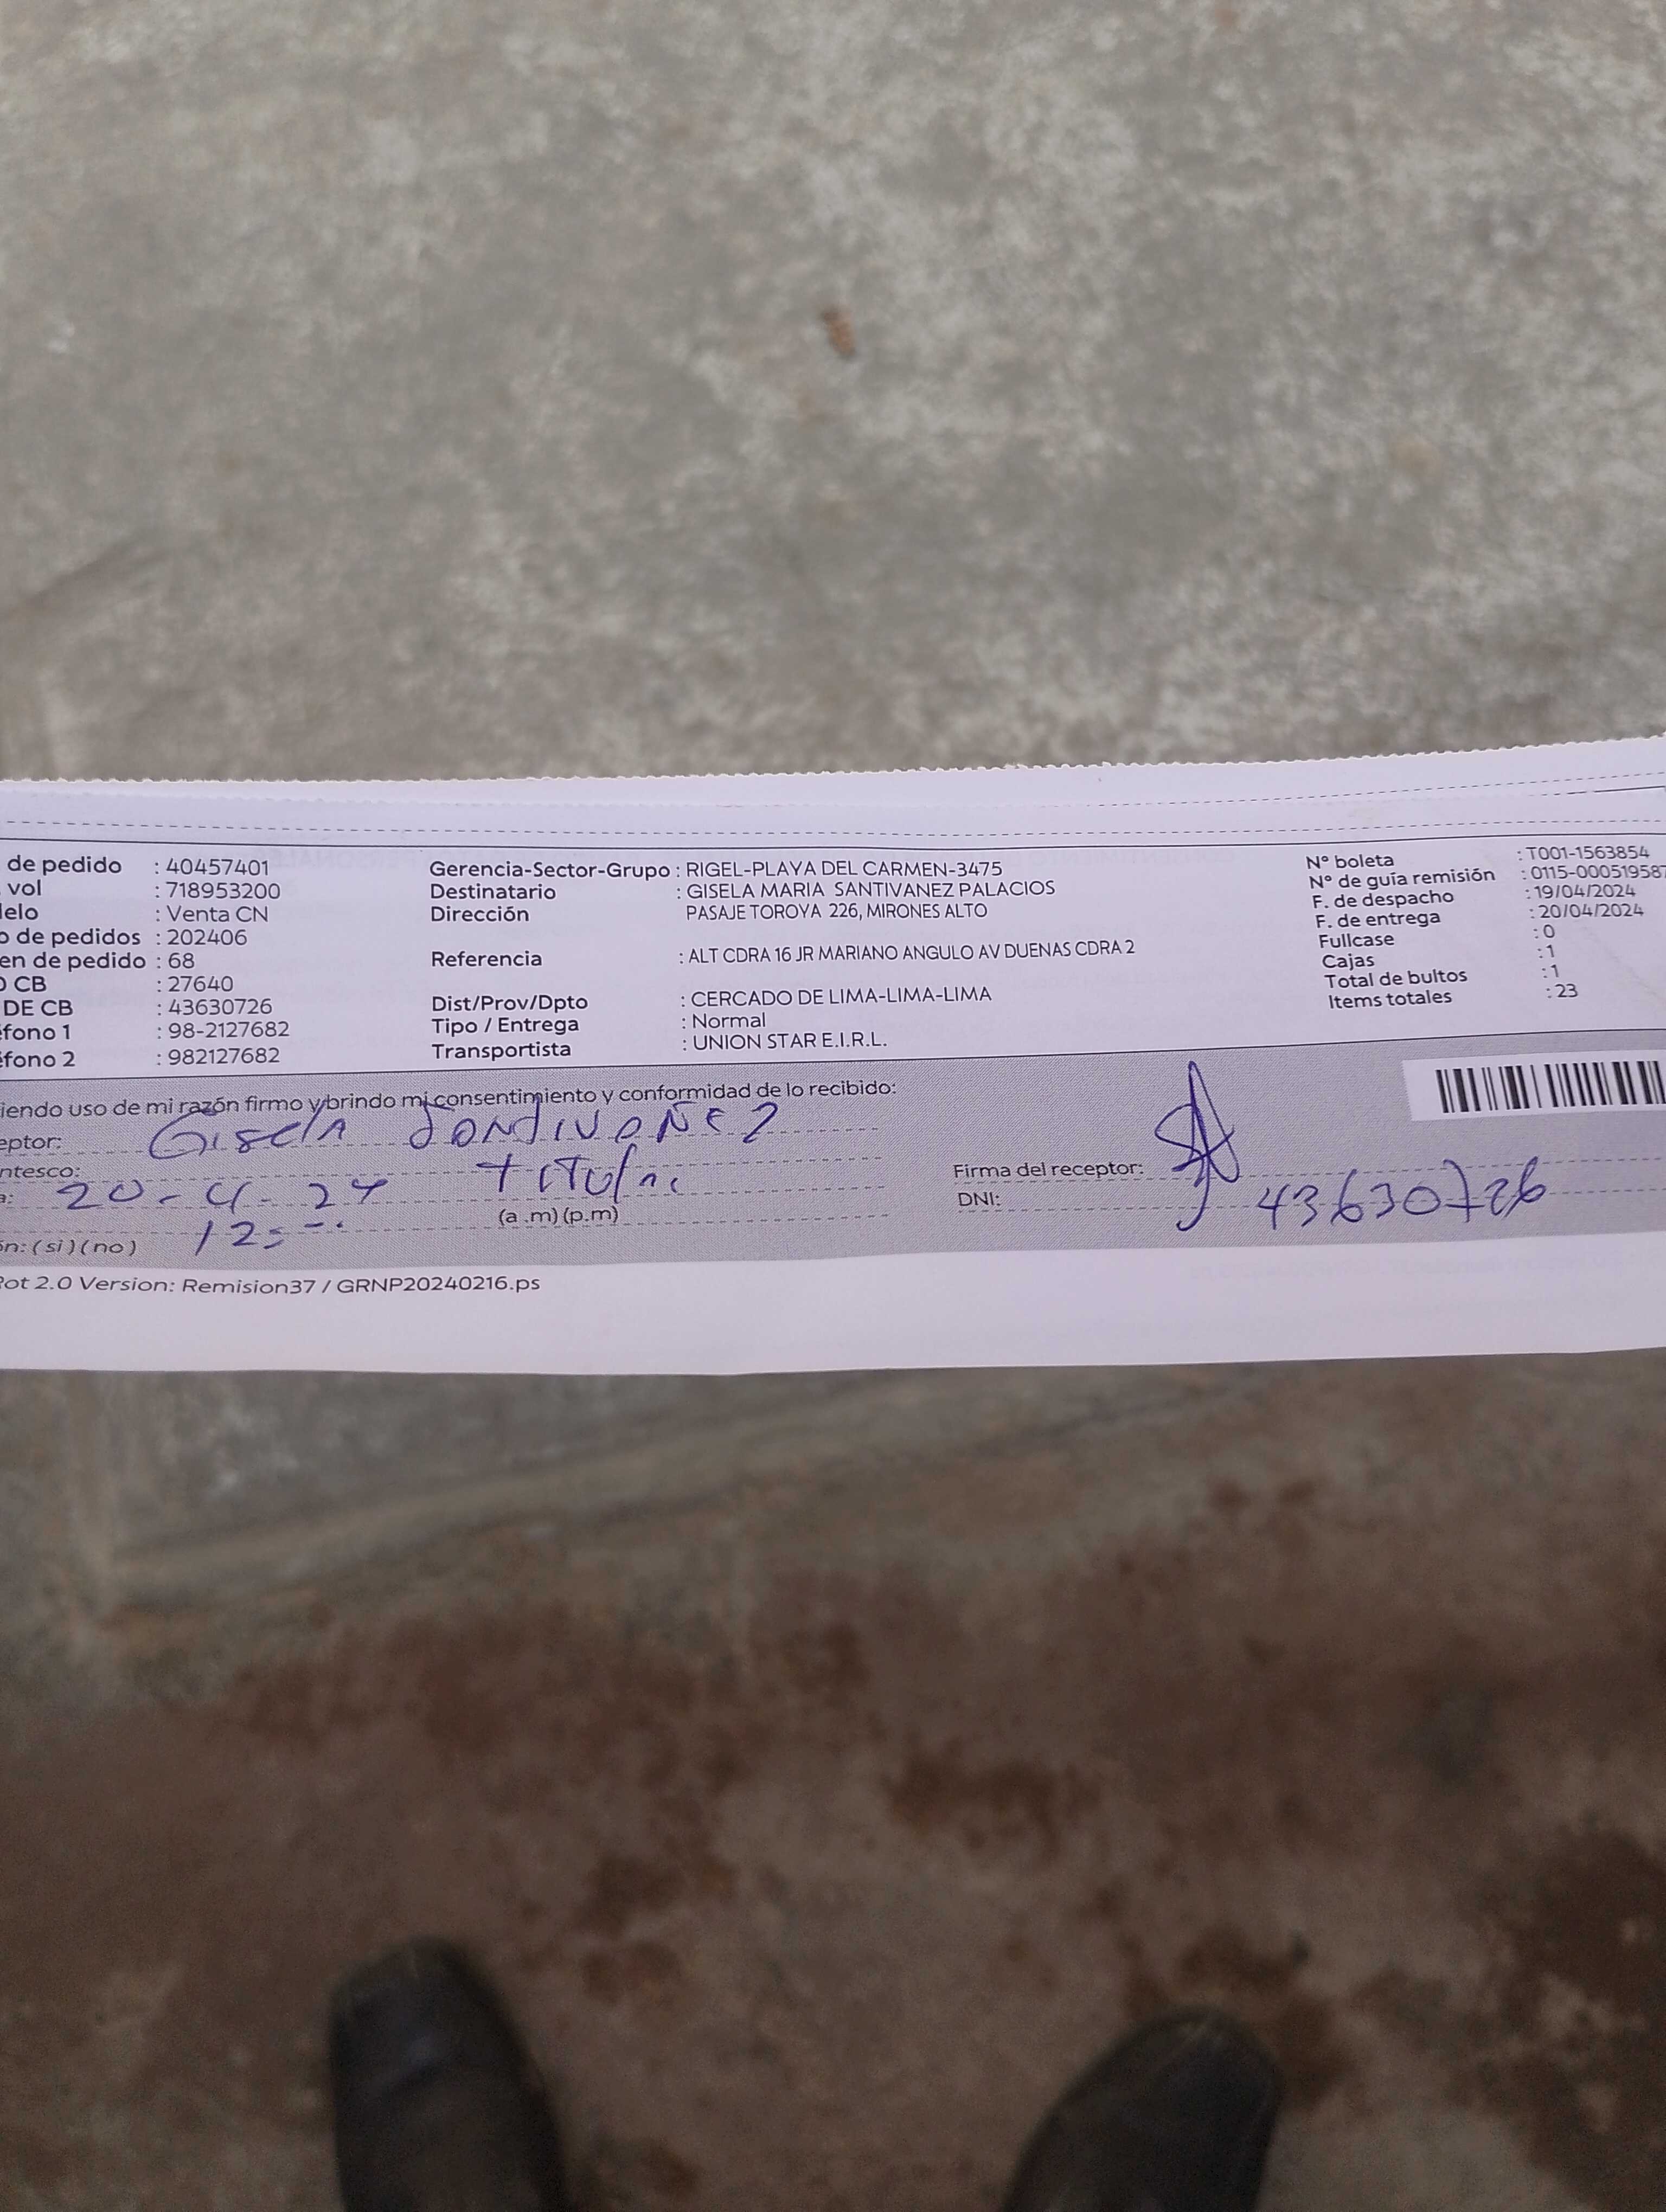 de pedido : 40457401 Gerencia-Sector-Grupo : RIGEL-PLAYA DEL CARMEN-3475 N° boleta : T001-1563854
vol : 718953200 Destinatario : GISELA MARIA SANTIVANEZ PALACIOS N° de guía remisión : 0115-000519587
delo : Venta CN Dirección PASAJE TOROYA 226, MIRONES ALTO F. de despacho : 19/04/2024
o de pedidos : 202406 F. de entrega : 20/04/2024
en de pedido : 68 Referencia : ALT CDRA 16 JR MARIANO ANGULO AV DUENAS CDRA 2 Fullcase : 0
O CB : 27640 Cajas : 1
DE CB : 43630726 Dist/Prov/Dpto : CERCADO DE LIMA-LIMA-LIMA Total de bultos : 1
éfono 1 : 98-2127682 Tipo / Entrega : Normal Items totales : 23
éfono 2 : 982127682 Transportista : UNION STAR E.I.R.L.
iendo uso de mi razón firmo y brindo mi consentimiento y conformidad de lo recibido:
eptor: Gisela Santivañez
ntesco: titular Firma del receptor:
a: 20-4-24 DNI: 43630726
(a .m) (p.m)
ón: ( si ) ( no )
Rot 2.0 Version: Remision37 / GRNP20240216.ps